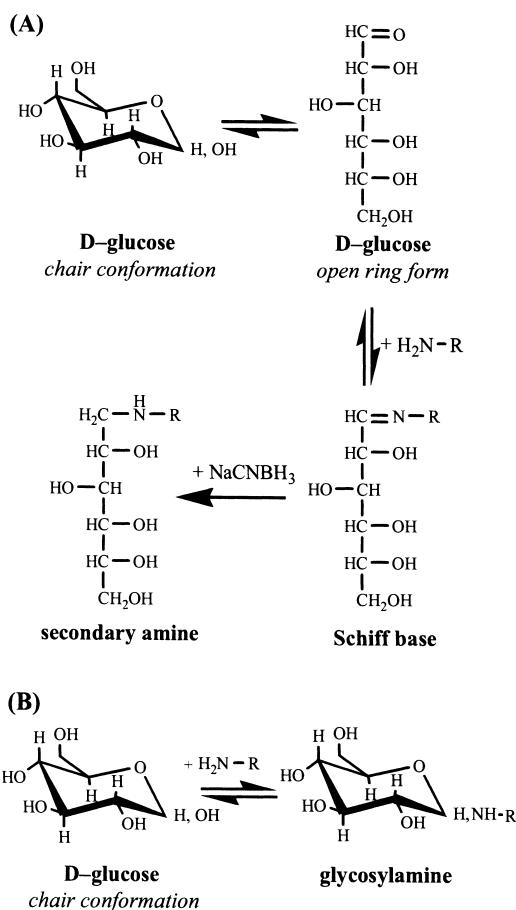 (A)
H OH
HO
O
H
HO
H
H
OH
H, OH
D–glucose
chair conformation
HC=O
HC–OH
HO–CH
HC–OH
HC–OH
CH2OH
D–glucose
open ring form
+ H2N–R
H
H2C–N–R
HC–OH
HO–CH
HC–OH
HC–OH
CH2OH
secondary amine
+ NaCNBH3
HC=N–R
HC–OH
HO–CH
HC–OH
HC–OH
CH2OH
Schiff base
(B)
H OH
HO
O
H
HO
H
H
OH
H, OH
D–glucose
chair conformation
+ H2N–R
H OH
HO
O
H
HO
H
H
OH
H, NH–R
glycosylamine